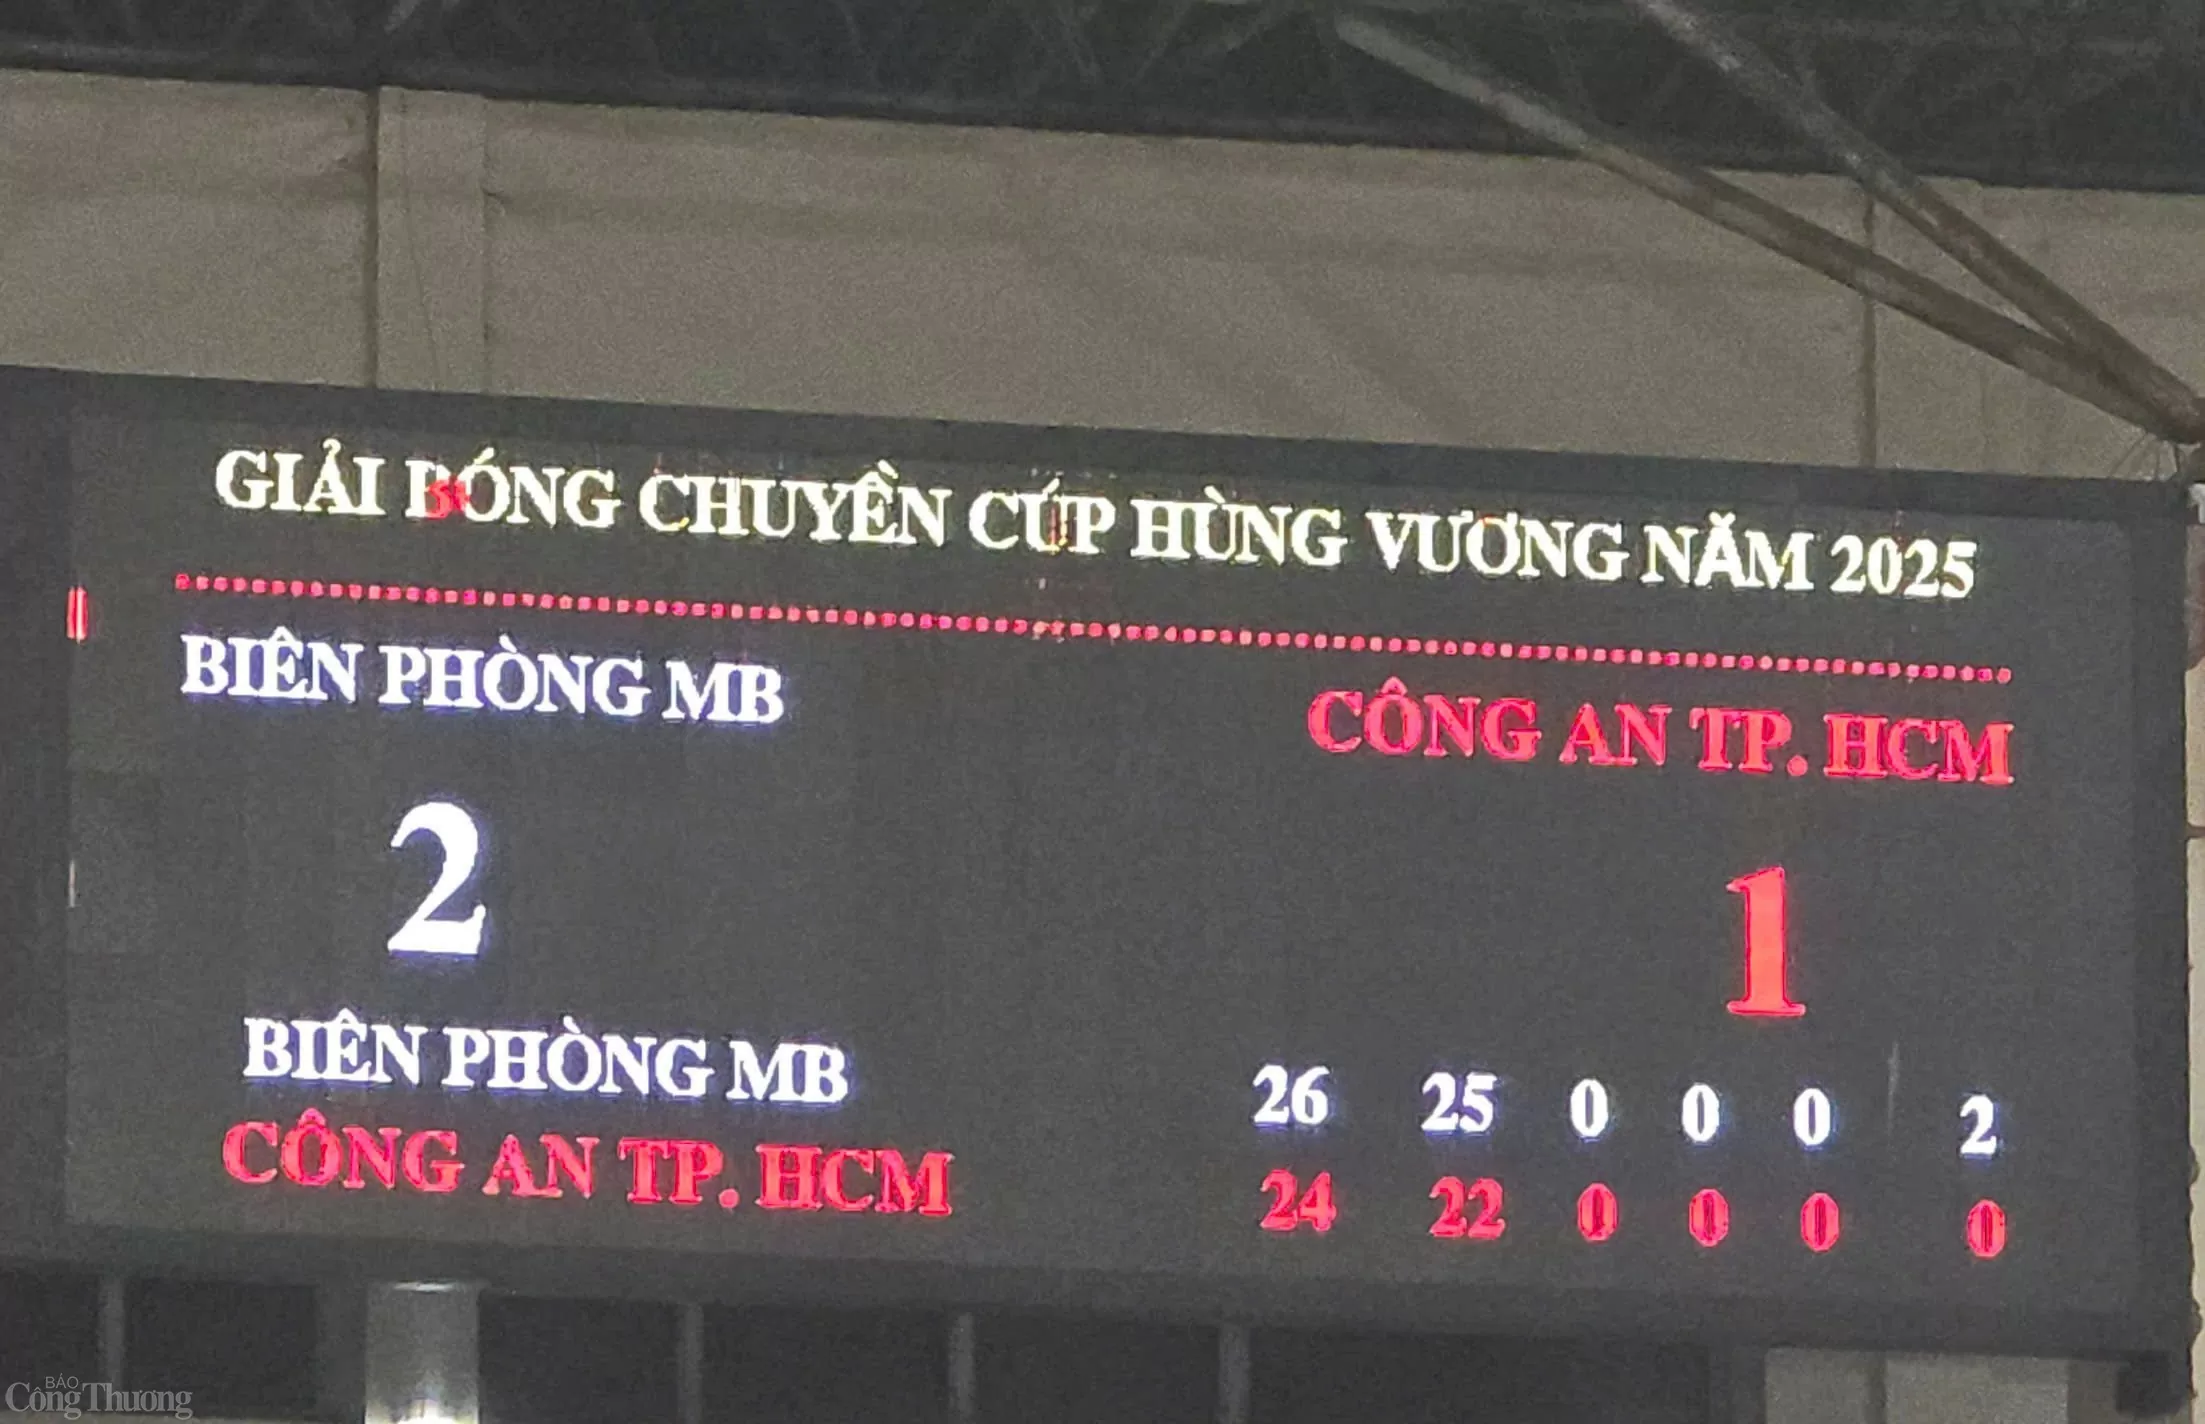 GIẢI BÓNG CHUYỀN CÚP HÙNG VƯƠNG NĂM 2025
BIÊN PHÒNG MB
CÔNG AN TP. HCM
2
1
BIÊN PHÒNG MB 26 25 0 0 0 2
CÔNG AN TP. HCM 24 22 0 0 0 0
BÁO
Công Thương